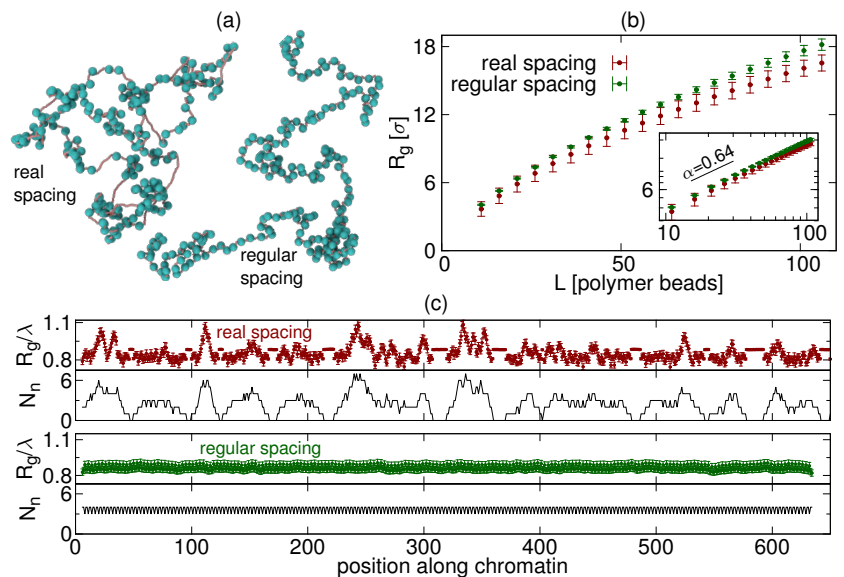 (a)
real
spacing
regular
spacing
(b)
18
12
6
0
R_g [σ]
real spacing
regular spacing
α=0.64
6
10
100
0
50
100
L [polymer beads]
(c)
R_g/λ
1.1
0.8
real spacing
N_n
6
3
0
R_g/λ
1.1
0.8
regular spacing
N_n
6
3
0
0
100
200
300
400
500
600
position along chromatin